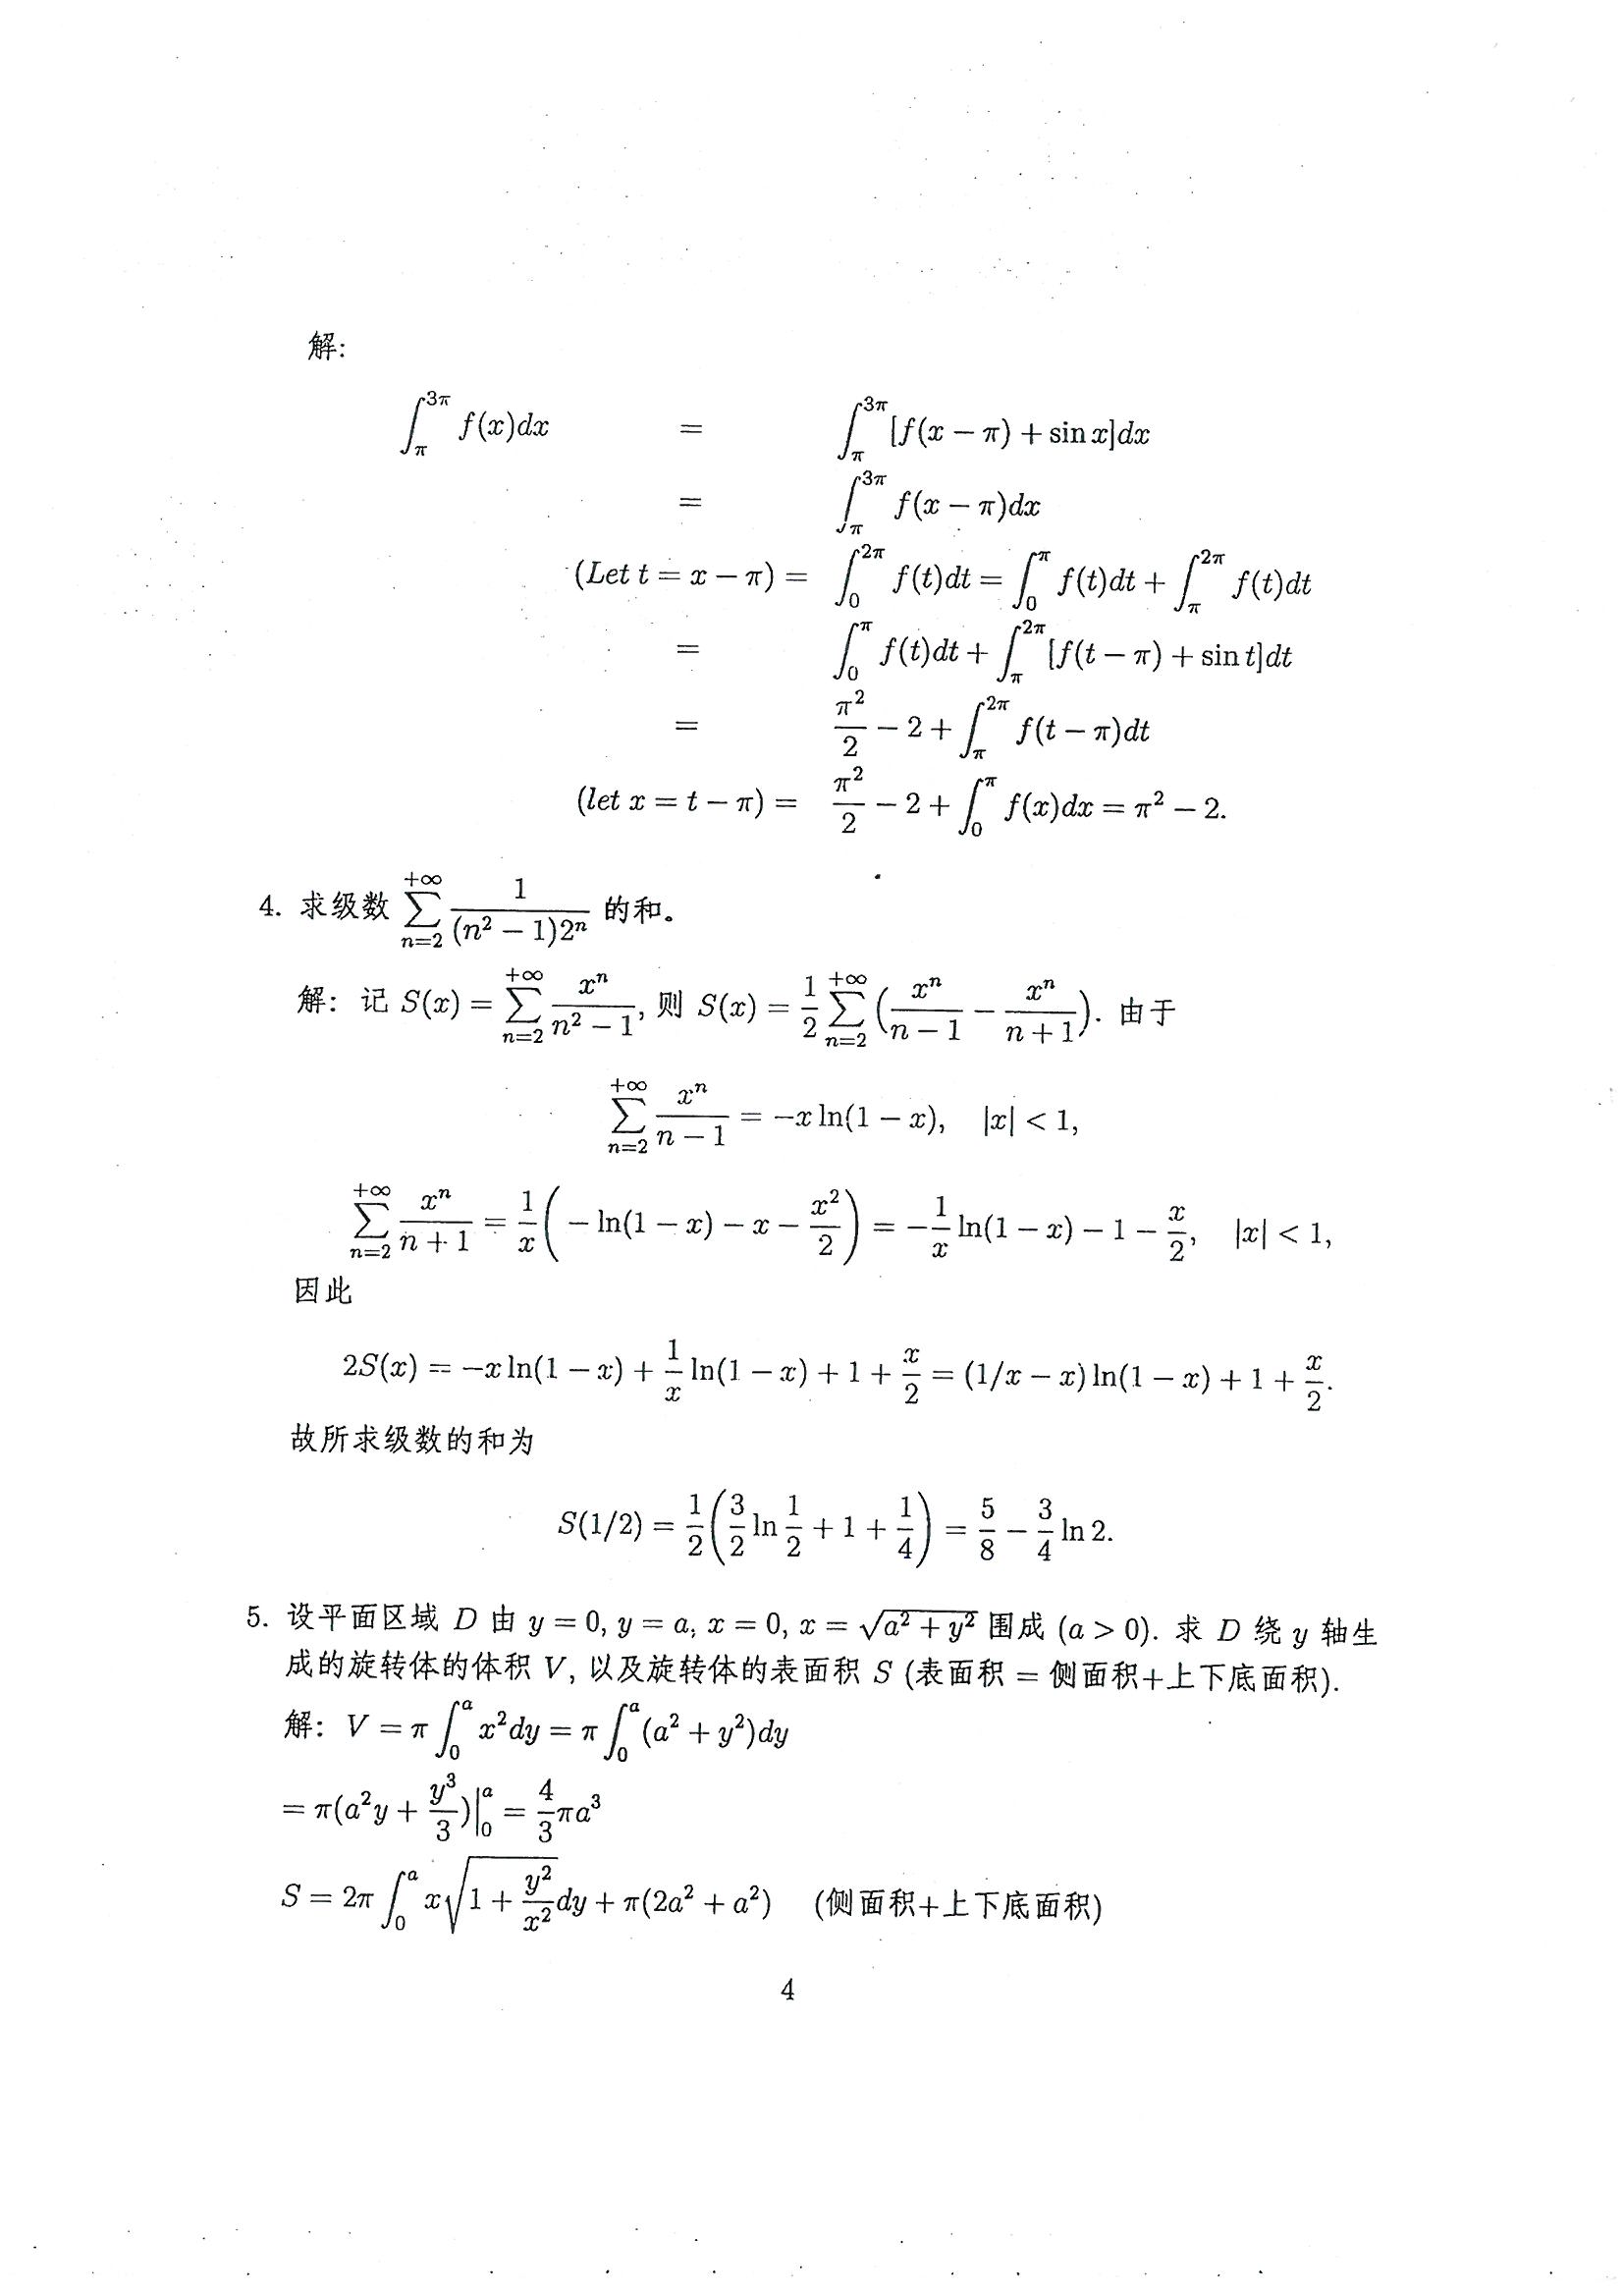 解:
$\int_{\pi}^{3\pi} f(x)dx = \int_{\pi}^{3\pi} [f(x-\pi)+\sin x]dx$
$= \int_{\pi}^{3\pi} f(x-\pi)dx$
$(Let\ t=x-\pi) = \int_{0}^{2\pi} f(t)dt = \int_{0}^{\pi} f(t)dt + \int_{\pi}^{2\pi} f(t)dt$
$= \int_{0}^{\pi} f(t)dt + \int_{\pi}^{2\pi} [f(t-\pi)+\sin t]dt$
$= \frac{\pi^2}{2} - 2 + \int_{\pi}^{2\pi} f(t-\pi)dt$
$(let\ x=t-\pi) = \frac{\pi^2}{2} - 2 + \int_{0}^{\pi} f(x)dx = \pi^2 - 2.$
4. 求级数 $\sum_{n=2}^{+\infty} \frac{1}{(n^2-1)2^n}$ 的和。
解: 记 $S(x) = \sum_{n=2}^{+\infty} \frac{x^n}{n^2-1}$, 则 $S(x) = \frac{1}{2} \sum_{n=2}^{+\infty} \left(\frac{x^n}{n-1} - \frac{x^n}{n+1}\right)$. 由于
$\sum_{n=2}^{+\infty} \frac{x^n}{n-1} = -x\ln(1-x), \quad |x|<1,$
$\sum_{n=2}^{+\infty} \frac{x^n}{n+1} = \frac{1}{x}\left(-\ln(1-x) - x - \frac{x^2}{2}\right) = -\frac{1}{x}\ln(1-x) - 1 - \frac{x}{2}, \quad |x|<1,$
因此
$2S(x) = -x\ln(1-x) + \frac{1}{x}\ln(1-x) + 1 + \frac{x}{2} = (1/x - x)\ln(1-x) + 1 + \frac{x}{2}.$
故所求级数的和为
$S(1/2) = \frac{1}{2}\left(\frac{3}{2}\ln\frac{1}{2} + 1 + \frac{1}{4}\right) = \frac{5}{8} - \frac{3}{4}\ln 2.$
5. 设平面区域 $D$ 由 $y=0, y=a, x=0, x=\sqrt{a^2+y^2}$ 围成 $(a>0)$. 求 $D$ 绕 $y$ 轴生
成的旋转体的体积 $V$, 以及旋转体的表面积 $S$ (表面积 = 侧面积+上下底面积).
解: $V = \pi \int_{0}^{a} x^2 dy = \pi \int_{0}^{a} (a^2+y^2)dy$
$= \pi(a^2 y + \frac{y^3}{3})\big|_{0}^{a} = \frac{4}{3}\pi a^3$
$S = 2\pi \int_{0}^{a} x\sqrt{1+\frac{y^2}{x^2}}dy + \pi(2a^2+a^2)$ (侧面积+上下底面积)
4